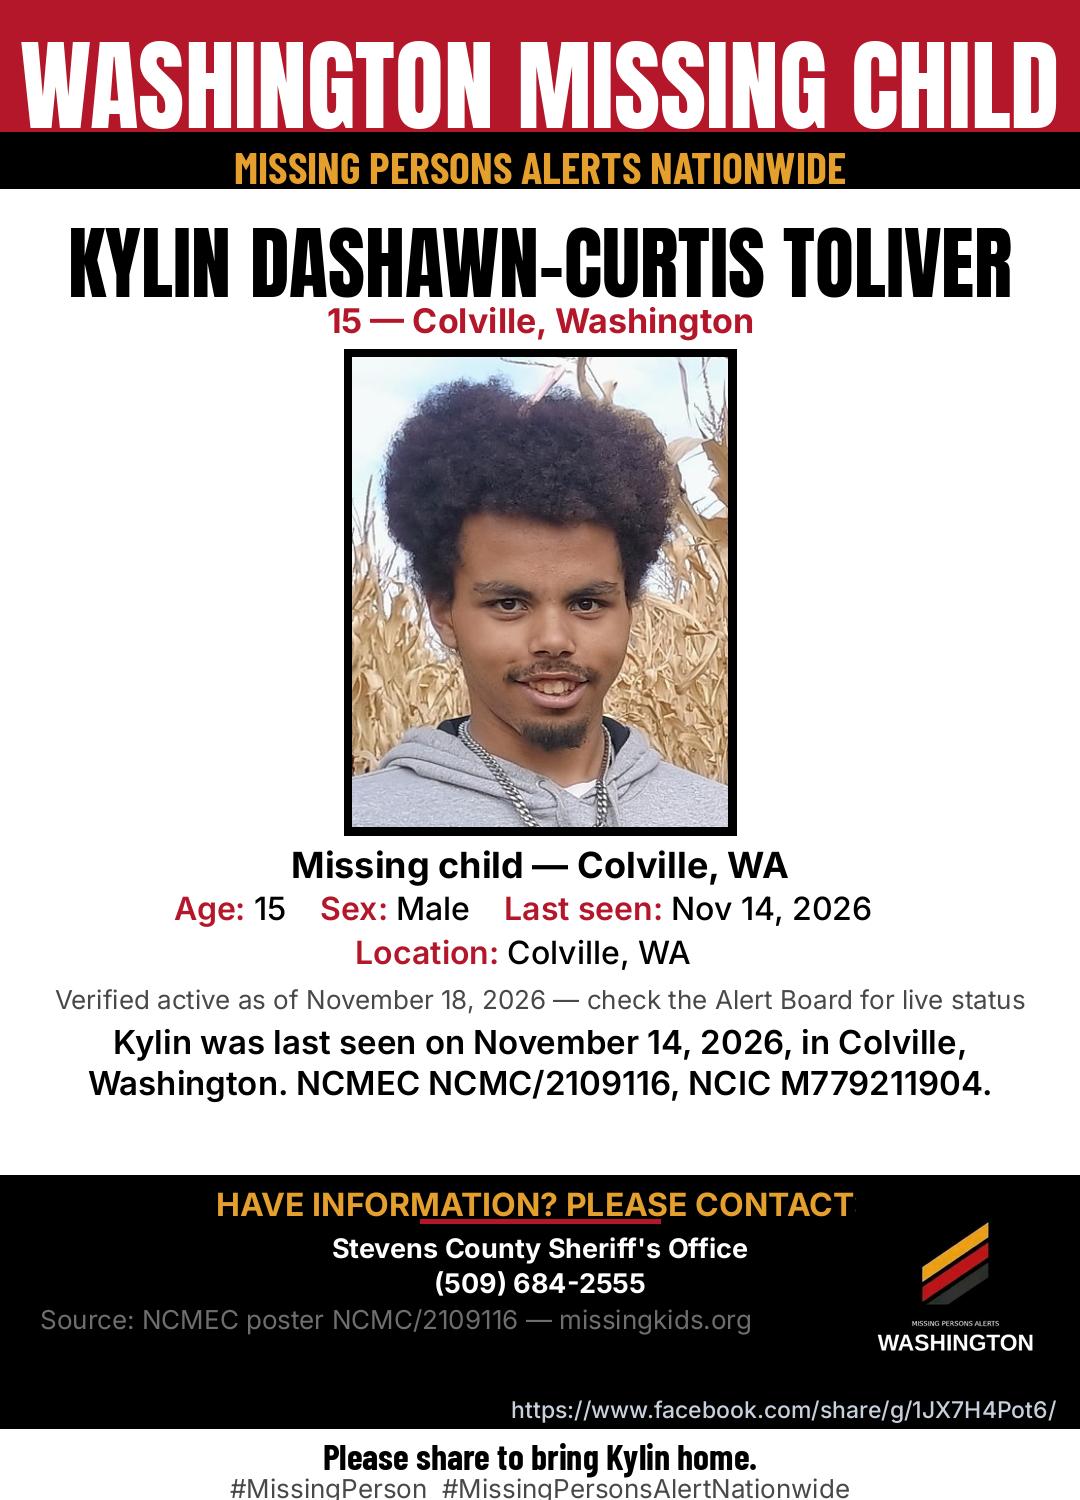 WASHINGTON MISSING CHILD
MISSING PERSONS ALERTS NATIONWIDE
KYLIN DASHAWN-CURTIS TOLIVER
15 — Colville, Washington
Missing child — Colville, WA
Age: 15 Sex: Male Last seen: Nov 14, 2026
Location: Colville, WA
Verified active as of November 18, 2026 — check the Alert Board for live status
Kylin was last seen on November 14, 2026, in Colville,
Washington. NCMEC NCMC/2109116, NCIC M779211904.
HAVE INFORMATION? PLEASE CONTACT:
Stevens County Sheriff's Office
(509) 684-2555
Source: NCMEC poster NCMC/2109116 — missingkids.org
MISSING PERSONS ALERTS
WASHINGTON
https://www.facebook.com/share/g/1JX7H4Pot6/
Please share to bring Kylin home.
#MissingPerson #MissingPersonsAlertNationwide